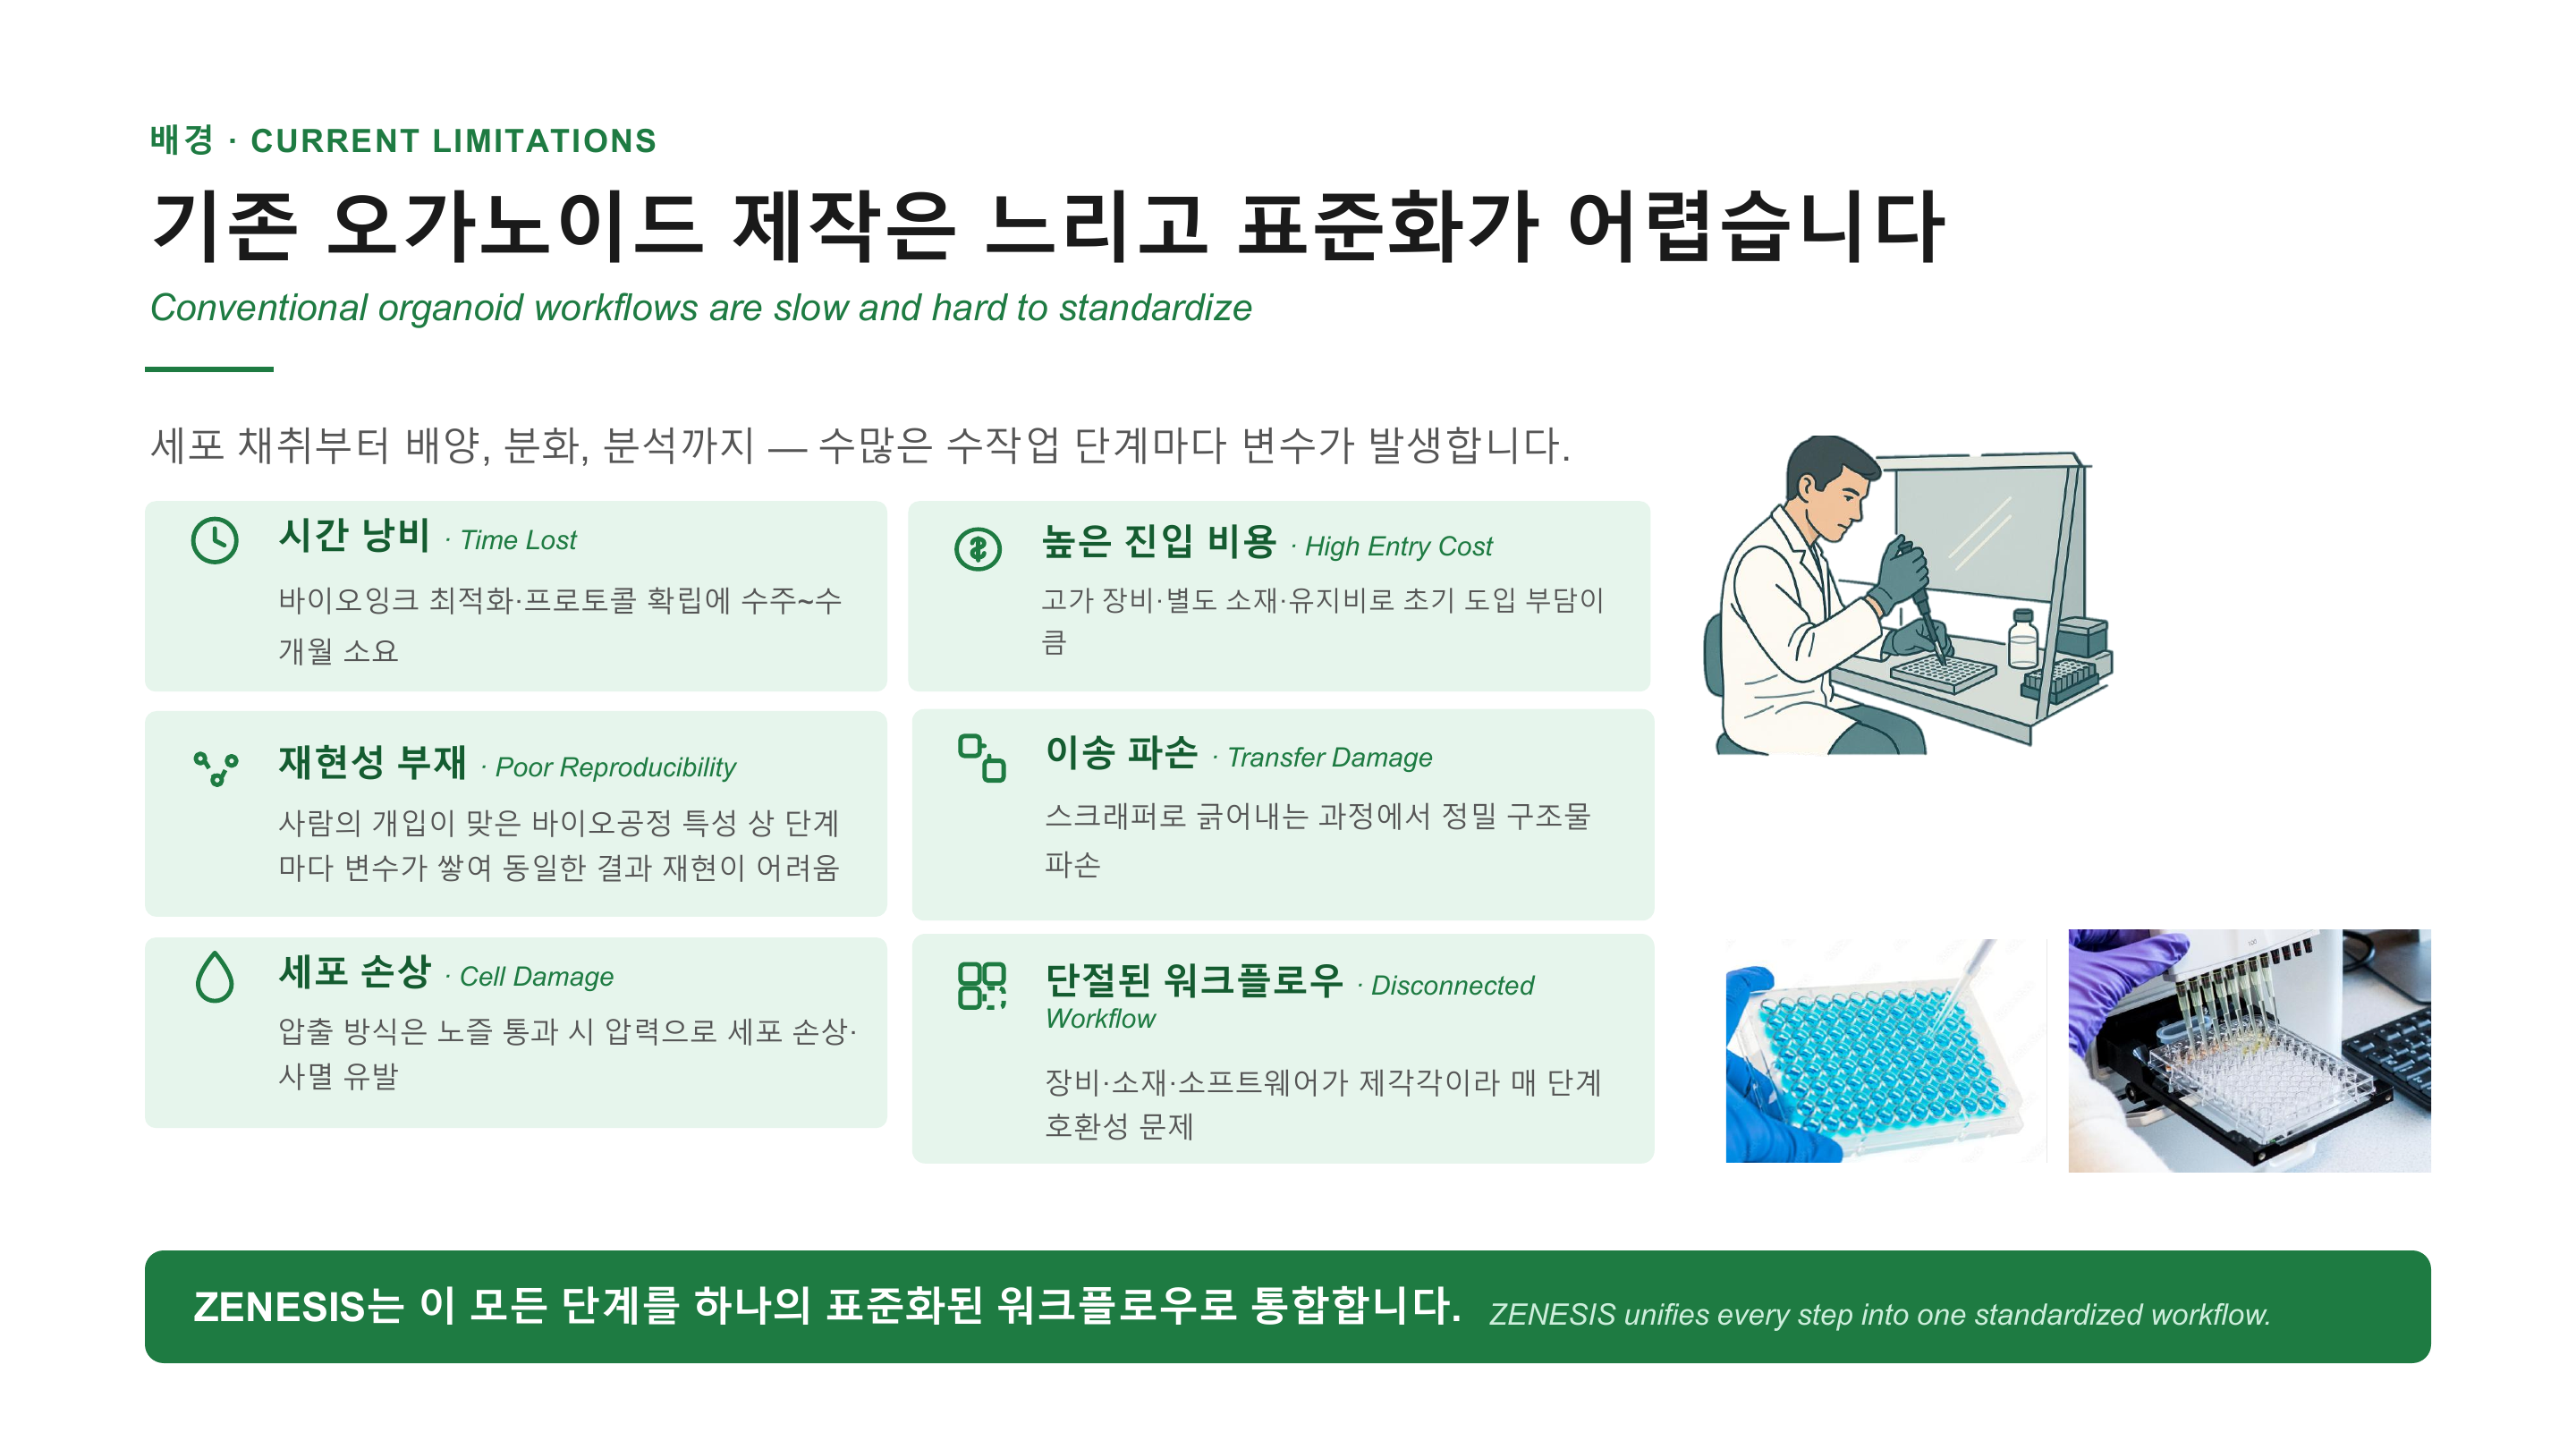 배경 · CURRENT LIMITATIONS
기존 오가노이드 제작은 느리고 표준화가 어렵습니다
Conventional organoid workflows are slow and hard to standardize
세포 채취부터 배양, 분화, 분석까지 — 수많은 수작업 단계마다 변수가 발생합니다.
시간 낭비 · Time Lost
바이오잉크 최적화·프로토콜 확립에 수주~수
개월 소요
높은 진입 비용 · High Entry Cost
고가 장비·별도 소재·유지비로 초기 도입 부담이
큼
재현성 부재 · Poor Reproducibility
사람의 개입이 맞은 바이오공정 특성 상 단계
마다 변수가 쌓여 동일한 결과 재현이 어려움
이송 파손 · Transfer Damage
스크래퍼로 긁어내는 과정에서 정밀 구조물
파손
세포 손상 · Cell Damage
압출 방식은 노즐 통과 시 압력으로 세포 손상·
사멸 유발
단절된 워크플로우 · Disconnected
Workflow
장비·소재·소프트웨어가 제각각이라 매 단계
호환성 문제
ZENESIS는 이 모든 단계를 하나의 표준화된 워크플로우로 통합합니다. ZENESIS unifies every step into one standardized workflow.